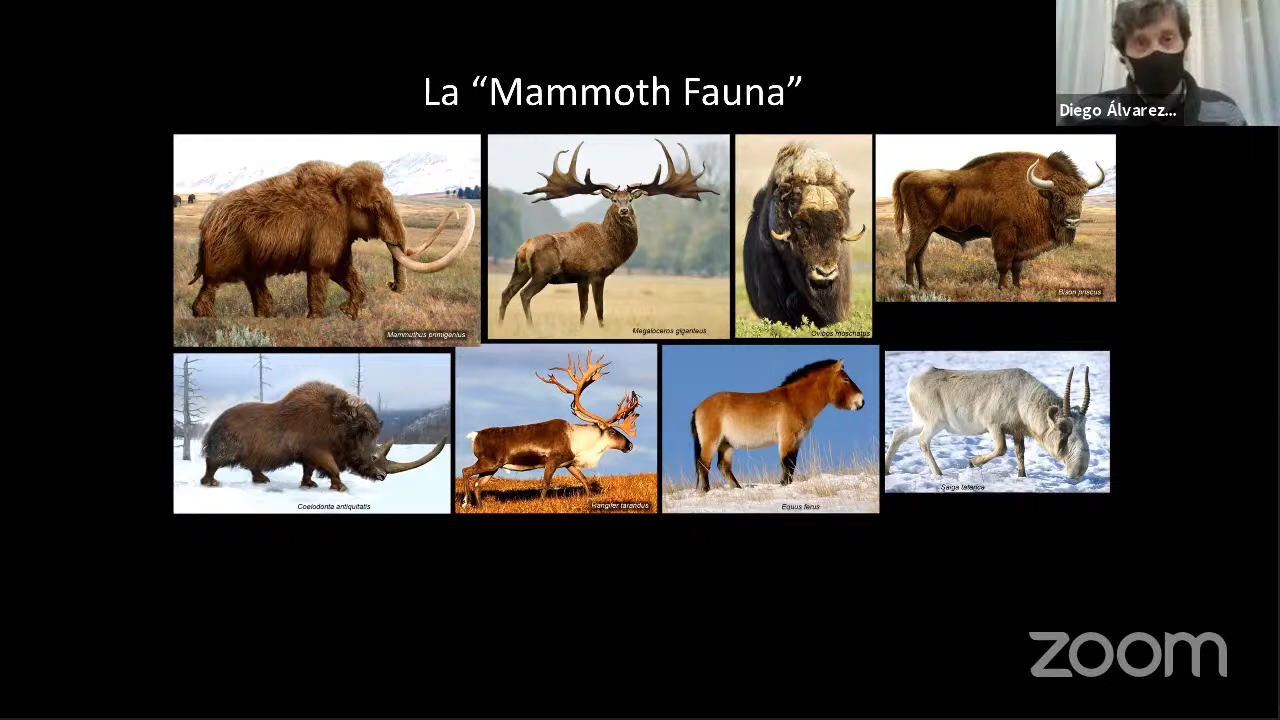 La “Mammoth Fauna”
Diego Álvarez...
Mammuthus primigenius
Megaloceros giganteus
Ovibos moschatus
Bison priscus
Coelodonta antiquitatis
Rangifer tarandus
Equus ferus
Saiga tatarica
zoom